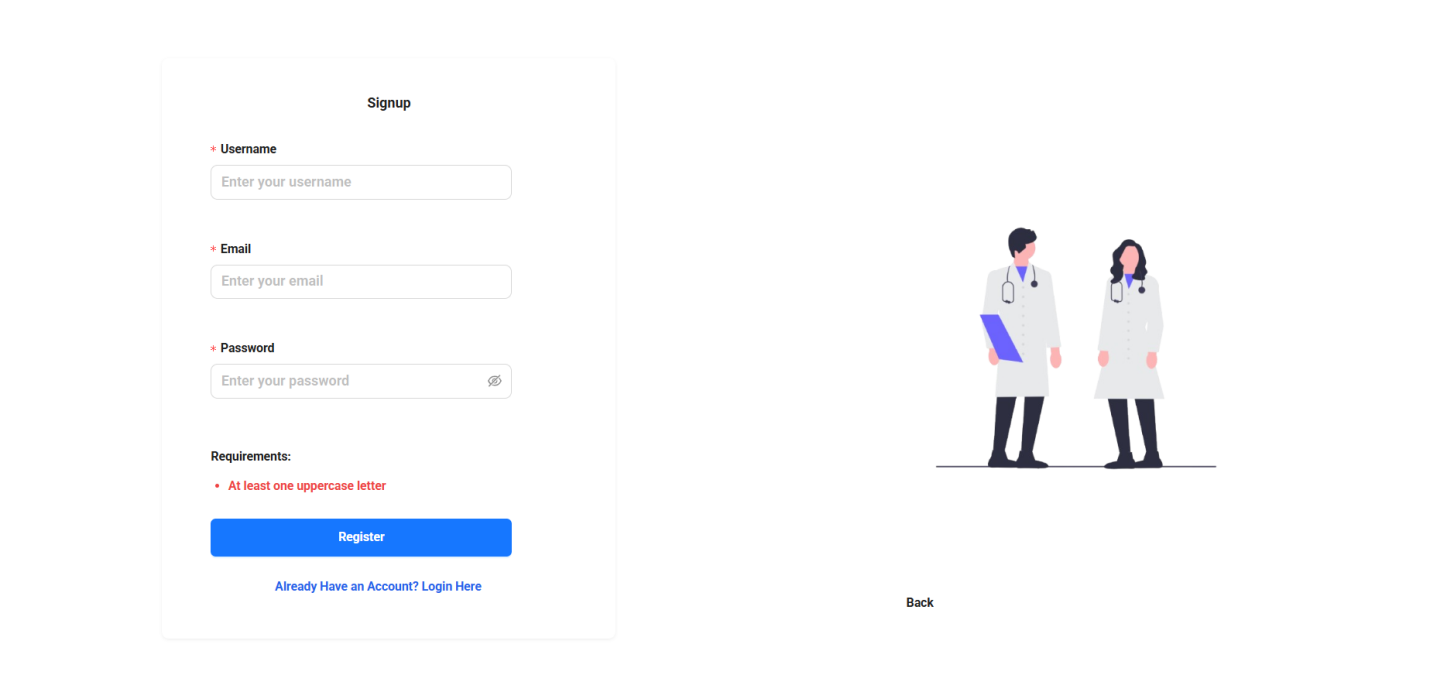 Signup
* Username
Enter your username
* Email
Enter your email
* Password
Enter your password
Requirements:
• At least one uppercase letter
Register
Already Have an Account? Login Here
Back